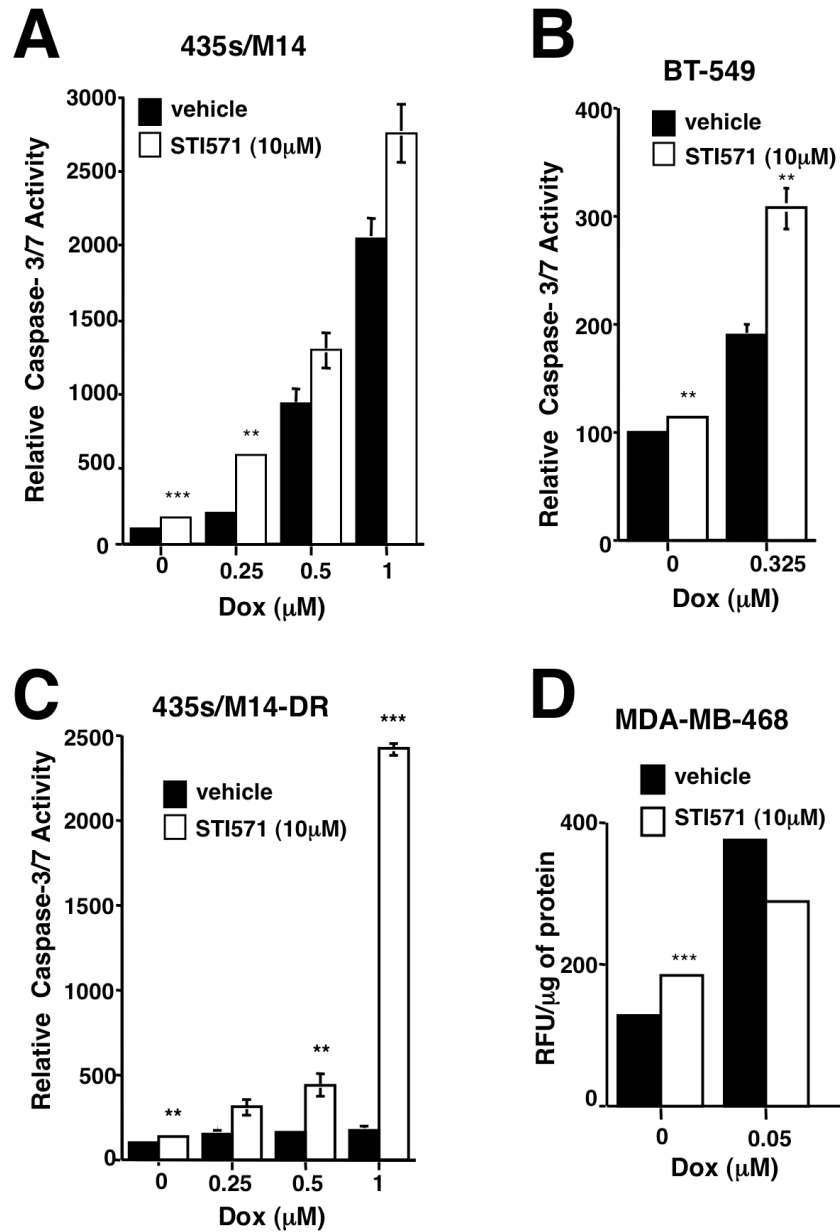 A
435s/M14
3000
2500
2000
1500
1000
500
0
Relative Caspase- 3/7 Activity
vehicle
STI571 (10μM)
***
**
0 0.25 0.5 1
Dox (μM)
B
BT-549
400
300
200
100
0
Relative Caspase- 3/7 Activity
vehicle
STI571 (10μM)
**
**
0 0.325
Dox (μM)
C
435s/M14-DR
2500
2000
1500
1000
500
0
Relative Caspase-3/7 Activity
vehicle
STI571 (10μM)
***
**
**
0 0.25 0.5 1
Dox (μM)
D
MDA-MB-468
vehicle
STI571 (10μM)
400
200
0
RFU/μg of protein
***
0 0.05
Dox (μM)